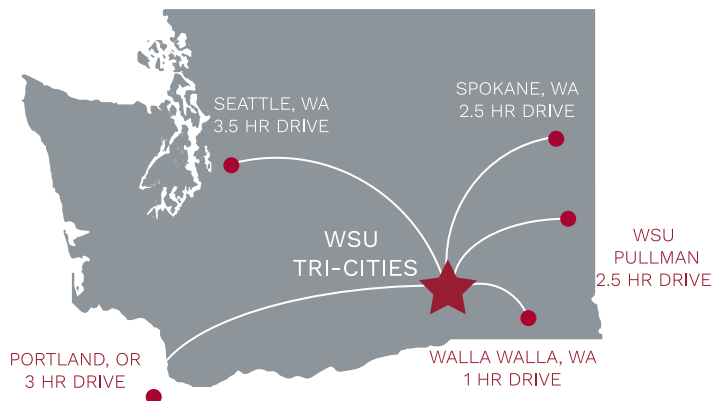 SEATTLE, WA
3.5 HR DRIVE
SPOKANE, WA
2.5 HR DRIVE
WSU
TRI-CITIES
WSU
PULLMAN
2.5 HR DRIVE
PORTLAND, OR
3 HR DRIVE
WALLA WALLA, WA
1 HR DRIVE